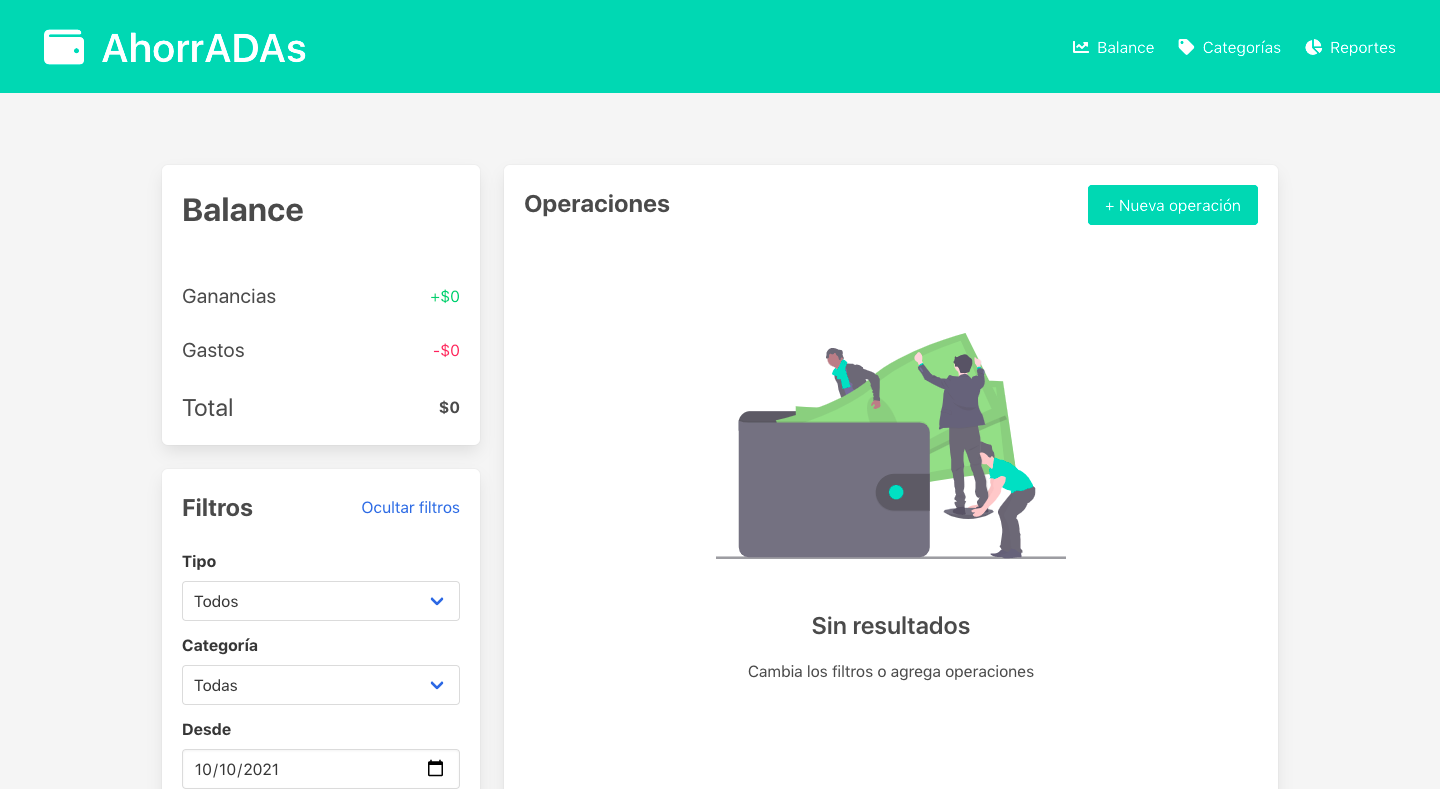 AhorrADAs
Balance
Categorías
Reportes
Balance
Ganancias +$0
Gastos -$0
Total $0
Filtros Ocultar filtros
Tipo
Todos
Categoría
Todas
Desde
10/10/2021
Operaciones + Nueva operación
Sin resultados
Cambia los filtros o agrega operaciones